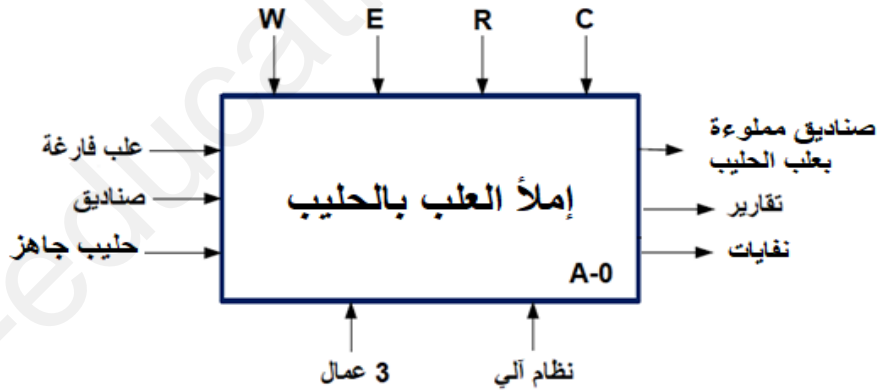 W E R C
علب فارغة
صناديق
حليب جاهز
إملأ العلب بالحليب
A-0
صناديق مملوءة
بعلب الحليب
تقارير
نفايات
3 عمال
نظام آلي